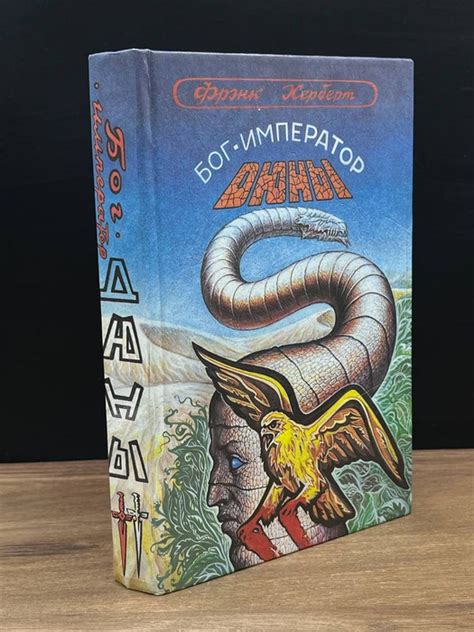 Фрэнк Херберт
БОГ-ИМПЕРАТОР
ДЮНЫ
Бог-
император
ДЮНЫ